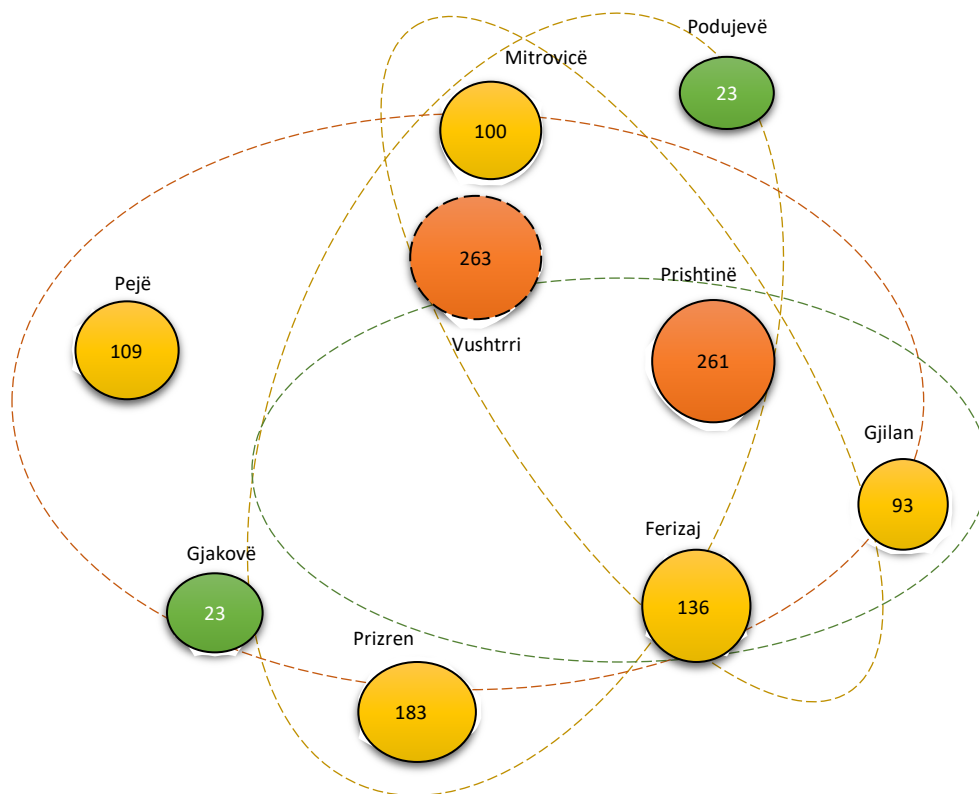 Podujevë
23
Mitrovicë
100
263
Vushtrri
Prishtinë
261
Pejë
109
Gjilan
93
Ferizaj
136
Gjakovë
23
Prizren
183